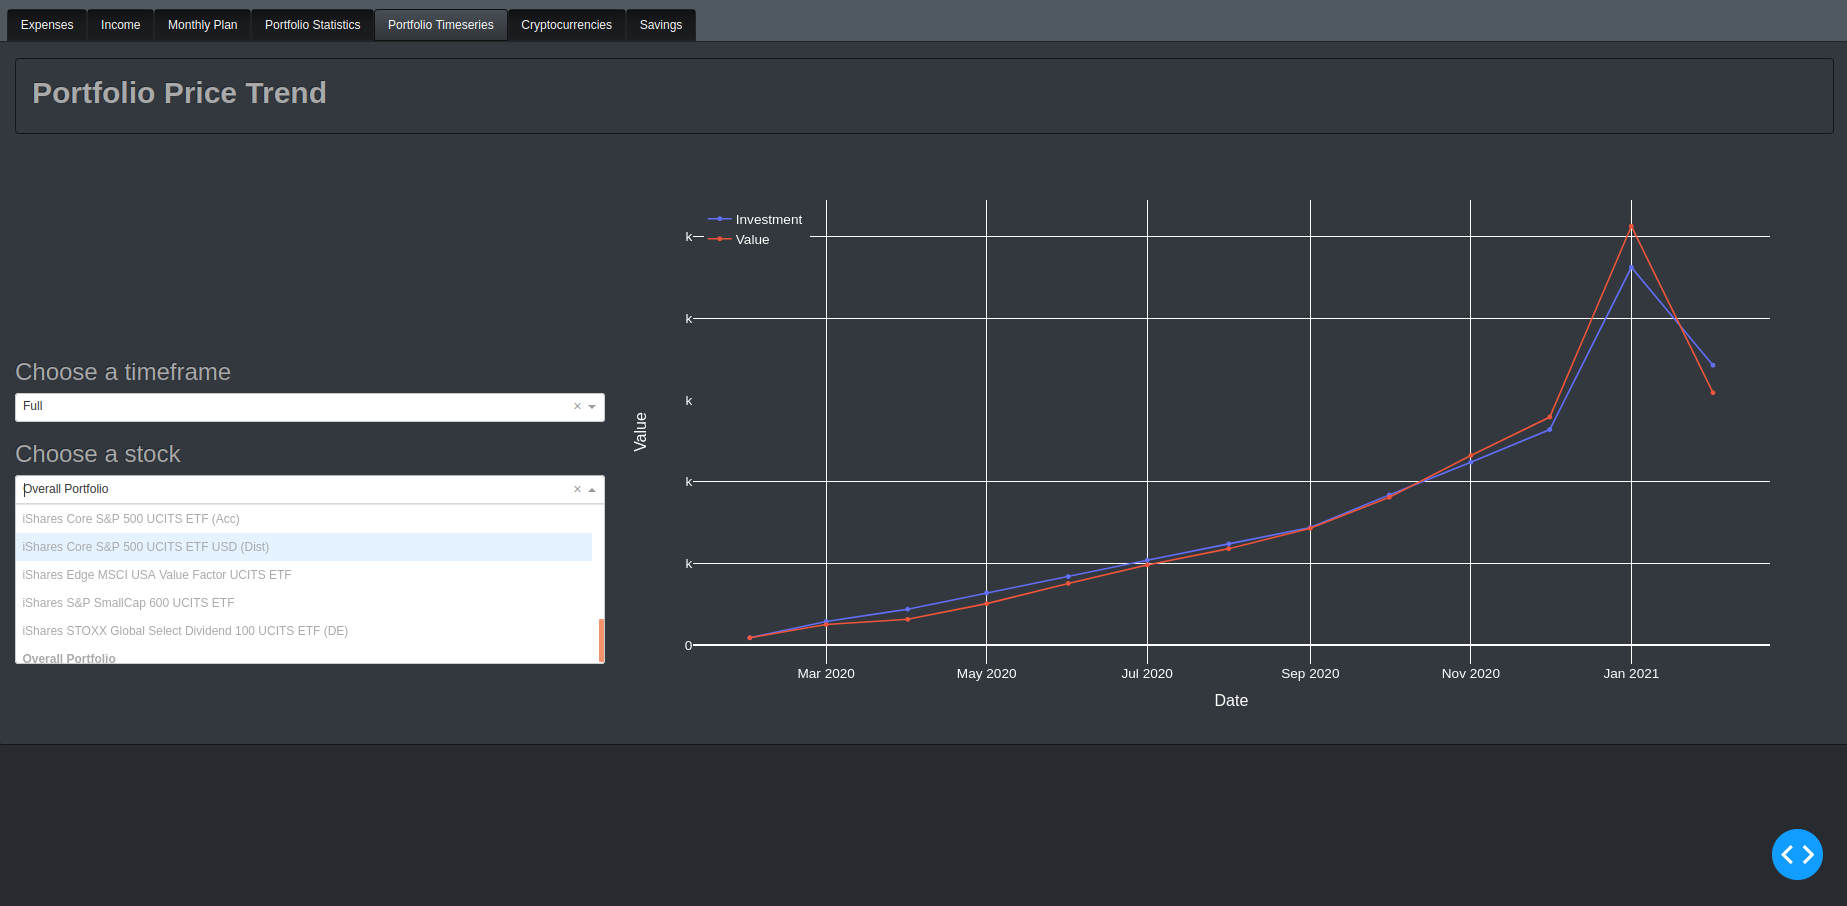 Expenses Income Monthly Plan Portfolio Statistics Portfolio Timeseries Cryptocurrencies Savings
Portfolio Price Trend
Choose a timeframe
Full
Choose a stock
Overall Portfolio
iShares Core S&P 500 UCITS ETF (Acc)
iShares Core S&P 500 UCITS ETF USD (Dist)
iShares Edge MSCI USA Value Factor UCITS ETF
iShares S&P SmallCap 600 UCITS ETF
iShares STOXX Global Select Dividend 100 UCITS ETF (DE)
Overall Portfolio
Investment
Value
k
k
k
k
k
0
Value
Mar 2020 May 2020 Jul 2020 Sep 2020 Nov 2020 Jan 2021
Date